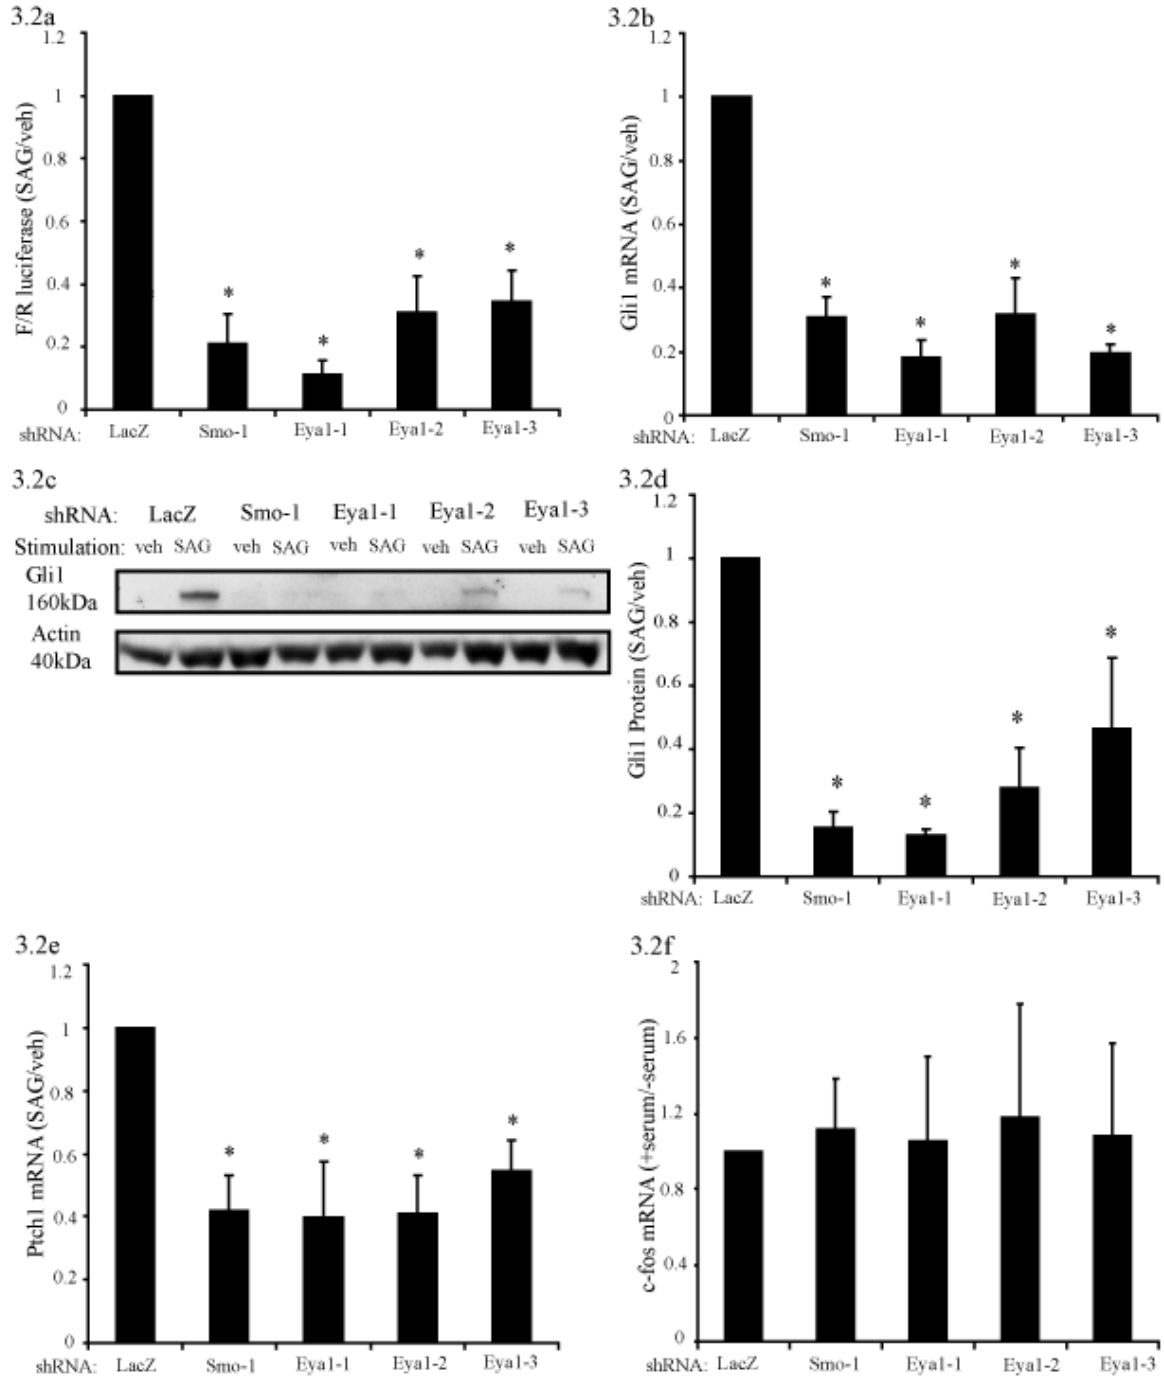 3.2a
F/R luciferase (SAG/veh)
1.2
1
0.8
0.6
0.4
0.2
0
* * * *
shRNA: LacZ Smo-1 Eya1-1 Eya1-2 Eya1-3
3.2b
Gli1 mRNA (SAG/veh)
1.2
1
0.8
0.6
0.4
0.2
0
* * * *
shRNA: LacZ Smo-1 Eya1-1 Eya1-2 Eya1-3
3.2c
shRNA: LacZ Smo-1 Eya1-1 Eya1-2 Eya1-3
Stimulation: veh SAG veh SAG veh SAG veh SAG veh SAG
Gli1
160kDa
Actin
40kDa
3.2d
Gli1 Protein (SAG/veh)
1.2
1
0.8
0.6
0.4
0.2
0
* * * *
shRNA: LacZ Smo-1 Eya1-1 Eya1-2 Eya1-3
3.2e
Ptch1 mRNA (SAG/veh)
1.2
1
0.8
0.6
0.4
0.2
0
* * * *
shRNA: LacZ Smo-1 Eya1-1 Eya1-2 Eya1-3
3.2f
c-fos mRNA (+serum/-serum)
2
1.6
1.2
0.8
0.4
0
shRNA: LacZ Smo-1 Eya1-1 Eya1-2 Eya1-3